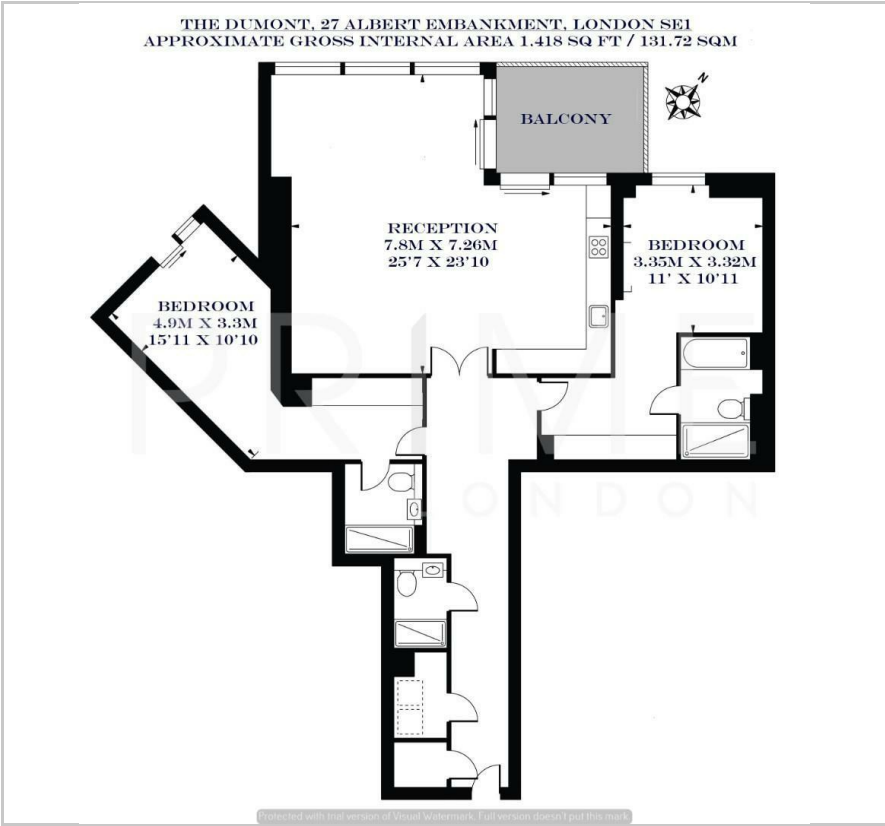 THE DUMONT, 27 ALBERT EMBANKMENT, LONDON SE1
APPROXIMATE GROSS INTERNAL AREA 1.418 SQ FT / 131.72 SQM
N
BALCONY
RECEPTION
7.8M X 7.26M
25'7 X 23'10
BEDROOM
3.35M X 3.32M
11' X 10'11
BEDROOM
4.9M X 3.3M
15'11 X 10'10
PRIME
LONDON
Protected with trial version of Visual Watermark. Full version doesn't put this mark.